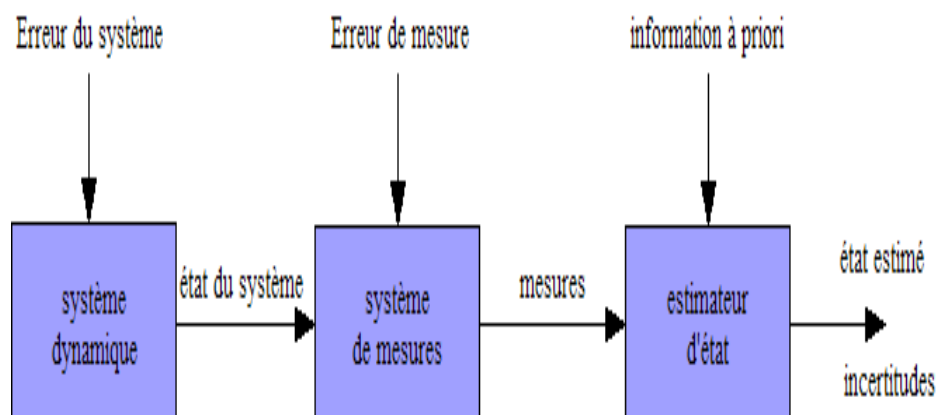 Erreur du système
Erreur de mesure
information à priori
système
dynamique
état du système
système
de mesures
mesures
estimateur
d'état
état estimé
incertitudes